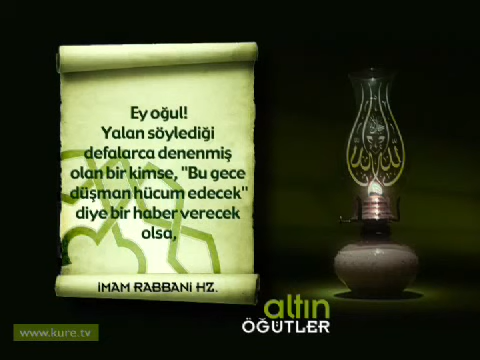 Ey oğul!
Yalan söylediği
defalarca denenmiş
olan bir kimse, "Bu gece
düşman hücum edecek"
diye bir haber verecek
olsa,
İMAM RABBANİ HZ.
altın
ÖĞÜTLER
www.kure.tv